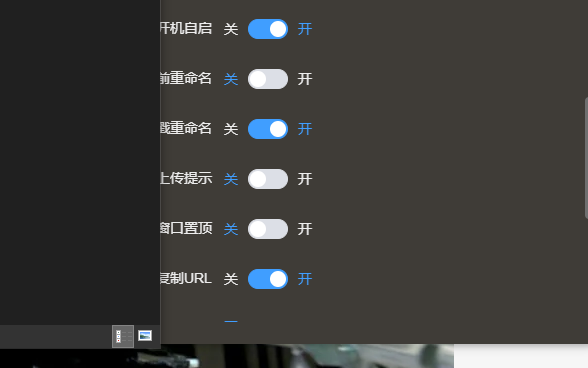 开机自启 关 开
前重命名 关 开
戳重命名 关 开
上传提示 关 开
窗口置顶 关 开
复制URL 关 开